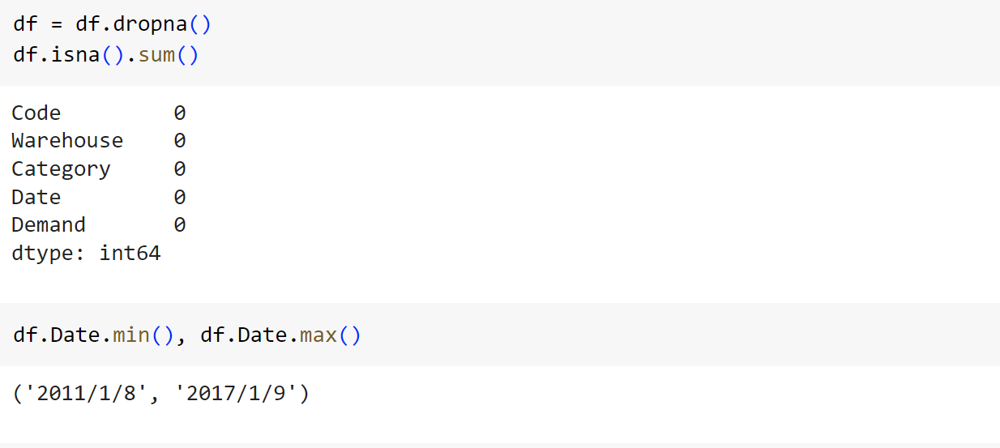 df = df.dropna()
df.isna().sum()
Code 0
Warehouse 0
Category 0
Date 0
Demand 0
dtype: int64
df.Date.min(), df.Date.max()
('2011/1/8', '2017/1/9')